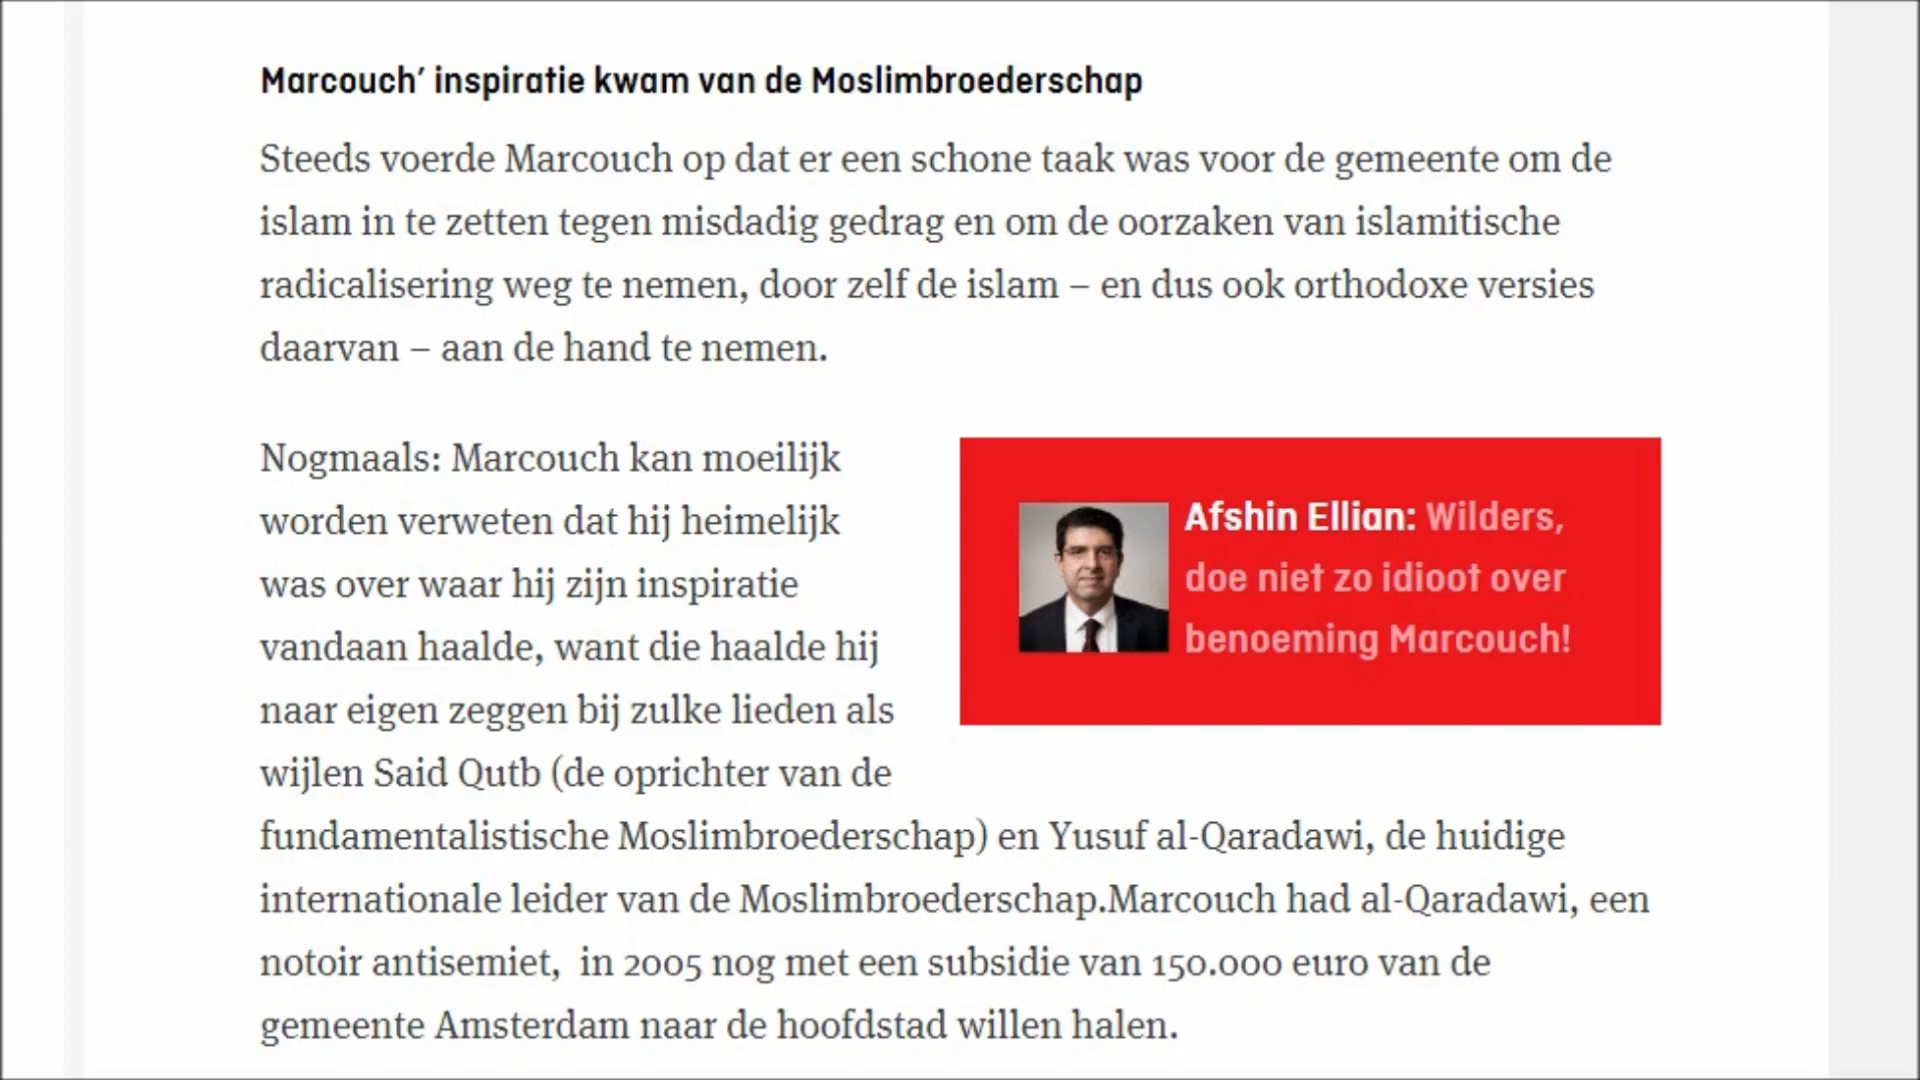 Marcouch’ inspiratie kwam van de Moslimbroederschap
Steeds voerde Marcouch op dat er een schone taak was voor de gemeente om de
islam in te zetten tegen misdadig gedrag en om de oorzaken van islamitische
radicalisering weg te nemen, door zelf de islam – en dus ook orthodoxe versies
daarvan – aan de hand te nemen.
Nogmaals: Marcouch kan moeilijk
worden verweten dat hij heimelijk
was over waar hij zijn inspiratie
vandaan haalde, want die haalde hij
naar eigen zeggen bij zulke lieden als
wijlen Said Qutb (de oprichter van de
fundamentalistische Moslimbroederschap) en Yusuf al-Qaradawi, de huidige
internationale leider van de Moslimbroederschap.Marcouch had al-Qaradawi, een
notoir antisemiet,  in 2005 nog met een subsidie van 150.000 euro van de
gemeente Amsterdam naar de hoofdstad willen halen.
Afshin Ellian: Wilders,
doe niet zo idioot over
benoeming Marcouch!